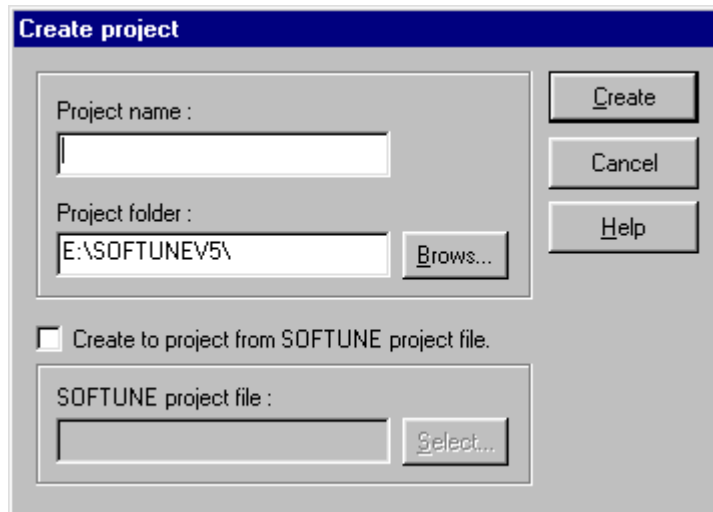 Create project
Project name :
Create
Cancel
Project folder :
Help
E:\SOFTUNEV5\
Brows...
Create to project from SOFTUNE project file.
SOFTUNE project file :
Select...